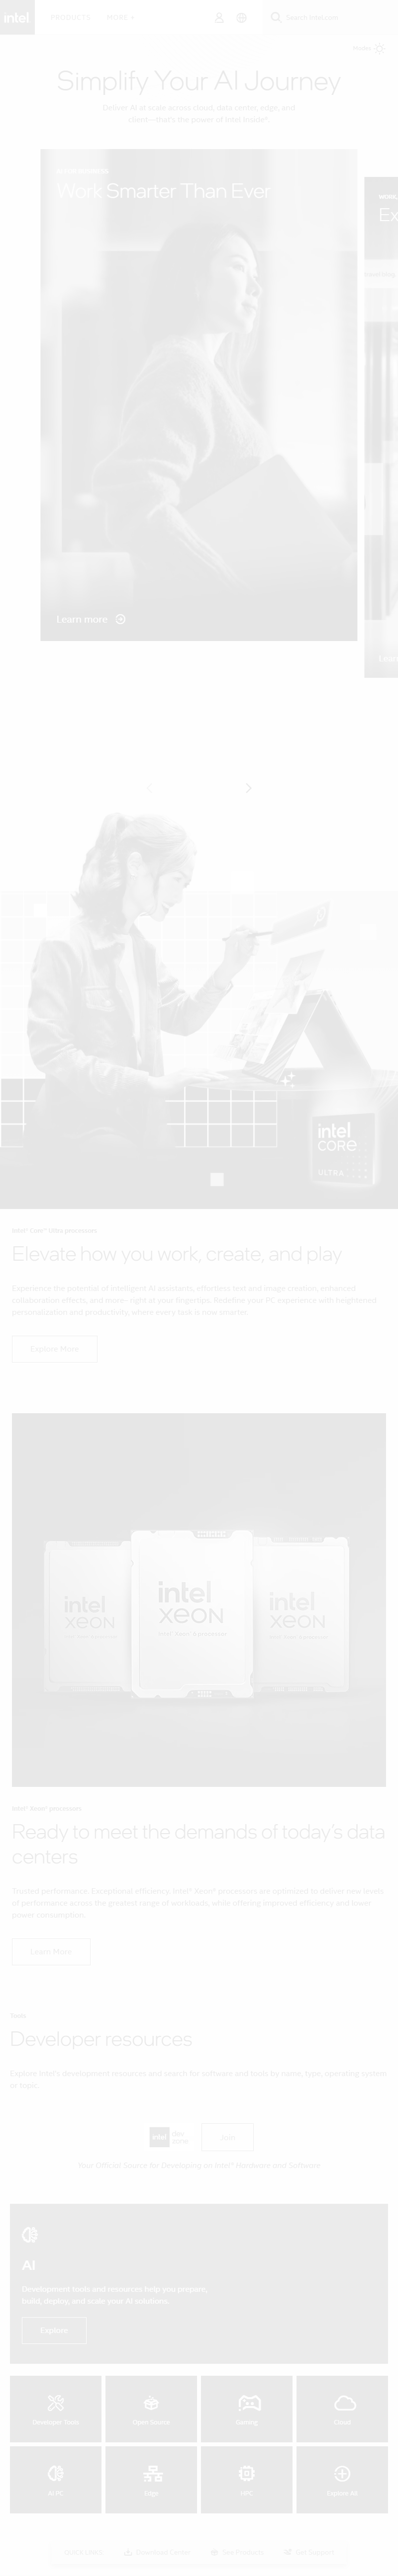 intel
PRODUCTS
MORE +
Search Intel.com
Simplify Your AI Journey
Deliver AI at scale across cloud, data center, edge, and
client—that's the power of Intel Inside®
Work Smarter Than Ever
Learn more
WORK,
Ex
Learn
intel
CORE
ULTRA
Intel® Core™ Ultra processors
Elevate how you work, create, and play
Experience the potential of intelligent AI assistants, effortless text and image creation, enhanced
collaboration effects, and more- right at your fingertips. Redefine your PC experience with heightened
personalization and productivity, where every task is now smarter.
Explore More
intel
xeon
intel
xeon
intel
xeon
Intel® Xeon® processors
Ready to meet the demands of today's data
centers
Trusted performance. Exceptional efficiency. Intel® Xeon® processors are optimized to deliver new levels
of performance across the greatest range of workloads, while offering improved efficiency and lower
power consumption.
Learn More
Developer resources
Explore Intel's development resources and search for software and tools by name, type, operating system
or topic.
intel
dev
zone
Join
Your Official Source for Developing on Intel® Hardware and Software
AI
Development tools and resources help you prepare,
build, deploy, and scale your AI solutions.
Explore
Developer Tools
Open Source
Gaming
Cloud
AI PC
Edge
HPC
Explore All
Download Center
See Products
Get Support